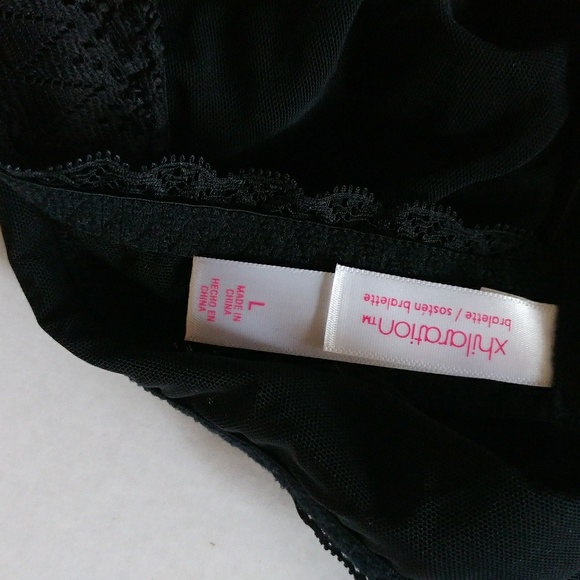 xhilaration™
bralette / sostén bralette
L
MADE IN
CHINA
HECHO EN
CHINA